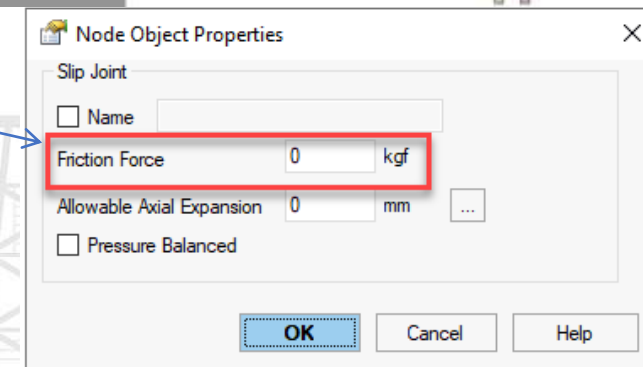 Node Object Properties
Slip Joint
Name
Friction Force 0 kgf
Allowable Axial Expansion 0 mm ...
Pressure Balanced
OK Cancel Help